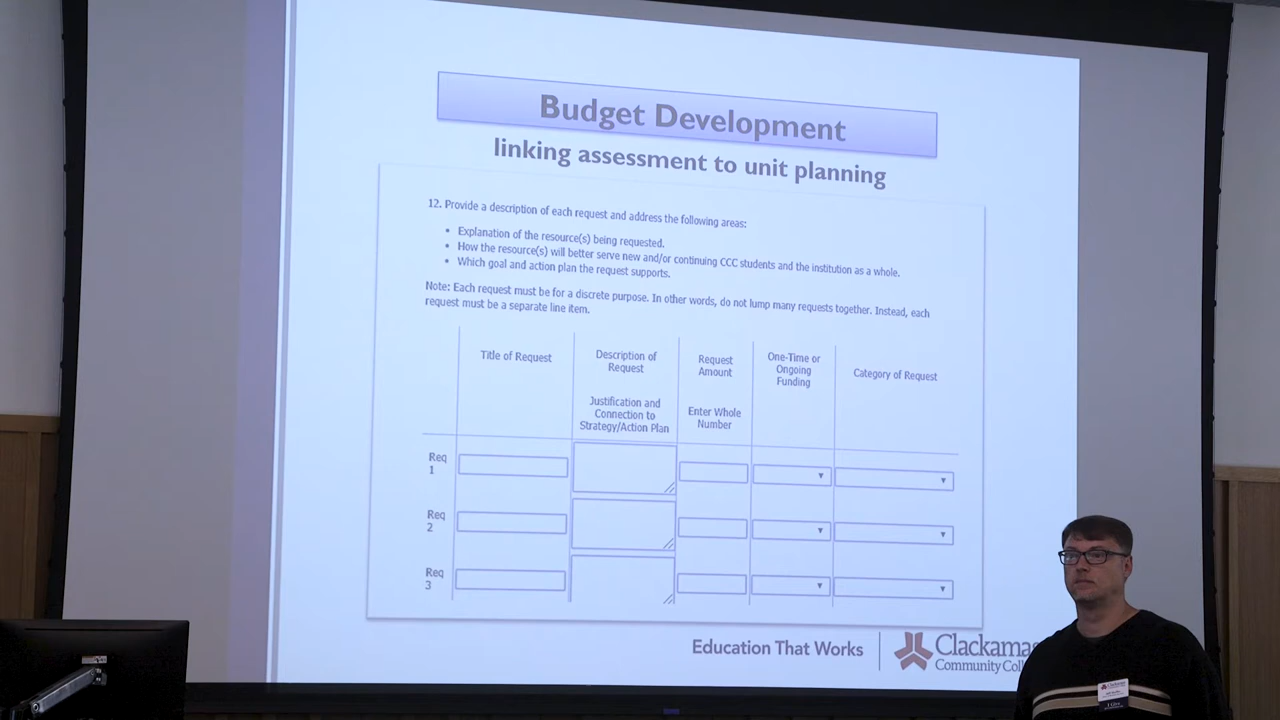 Budget Development
linking assessment to unit planning
12. Provide a description of each request and address the following areas:
• Explanation of the resource(s) being requested.
• How the resource(s) will better serve new and/or continuing CCC students and the institution as a whole.
• Which goal and action plan the request supports.
Note: Each request must be for a discrete purpose. In other words, do not lump many requests together. Instead, each
request must be a separate line item.
Title of Request
Description of
Request
Justification and
Connection to
Strategy/Action Plan
Request
Amount
Enter Whole
Number
One-Time or
Ongoing
Funding
Category of Request
Req
1
Req
2
Req
3
Education That Works
Clackamas
Community Coll
Clackamas